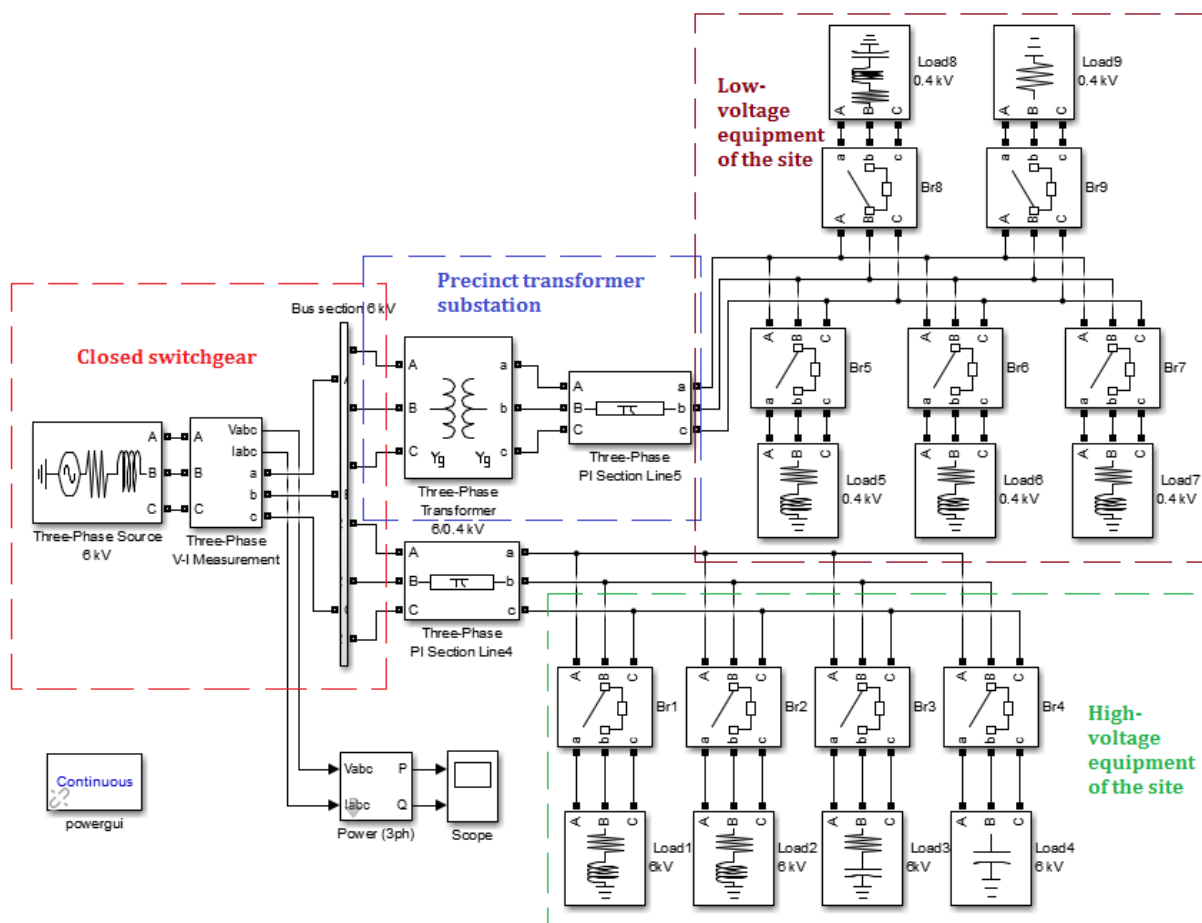 Load8
0.4 kV
Load9
0.4 kV
Low-
voltage
equipment
of the site
A B C
A B C
a b c
a b c
Br8
Br9
A B C
A B C
Precinct transformer
substation
Bus section 6 kV
Closed switchgear
A B C
A B C
A B C
Br5
Br6
Br7
a b c
a b c
a b c
A B C
A B C
A B C
Load5
0.4 kV
Load6
0.4 kV
Load7
0.4 kV
A
B
C
a
b
c
Yg Yg
Three-Phase
Transformer
6/0.4 kV
A
B
C
a
b
c
Three-Phase
PI Section Line5
A
B
C
Three-Phase Source
6 kV
A
B
C
Vabc
Iabc
a
b
c
Three-Phase
V-I Measurement
A
B
C
a
b
c
Three-Phase
PI Section Line4
A B C
A B C
A B C
A B C
Br1
Br2
Br3
Br4
a b c
a b c
a b c
a b c
High-
voltage
equipment
of the site
A B C
A B C
A B C
A B C
Load1
6kV
Load2
6 kV
Load3
6kV
Load4
6 kV
Continuous
powergui
Vabc
Iabc
P
Q
Power (3ph)
Scope